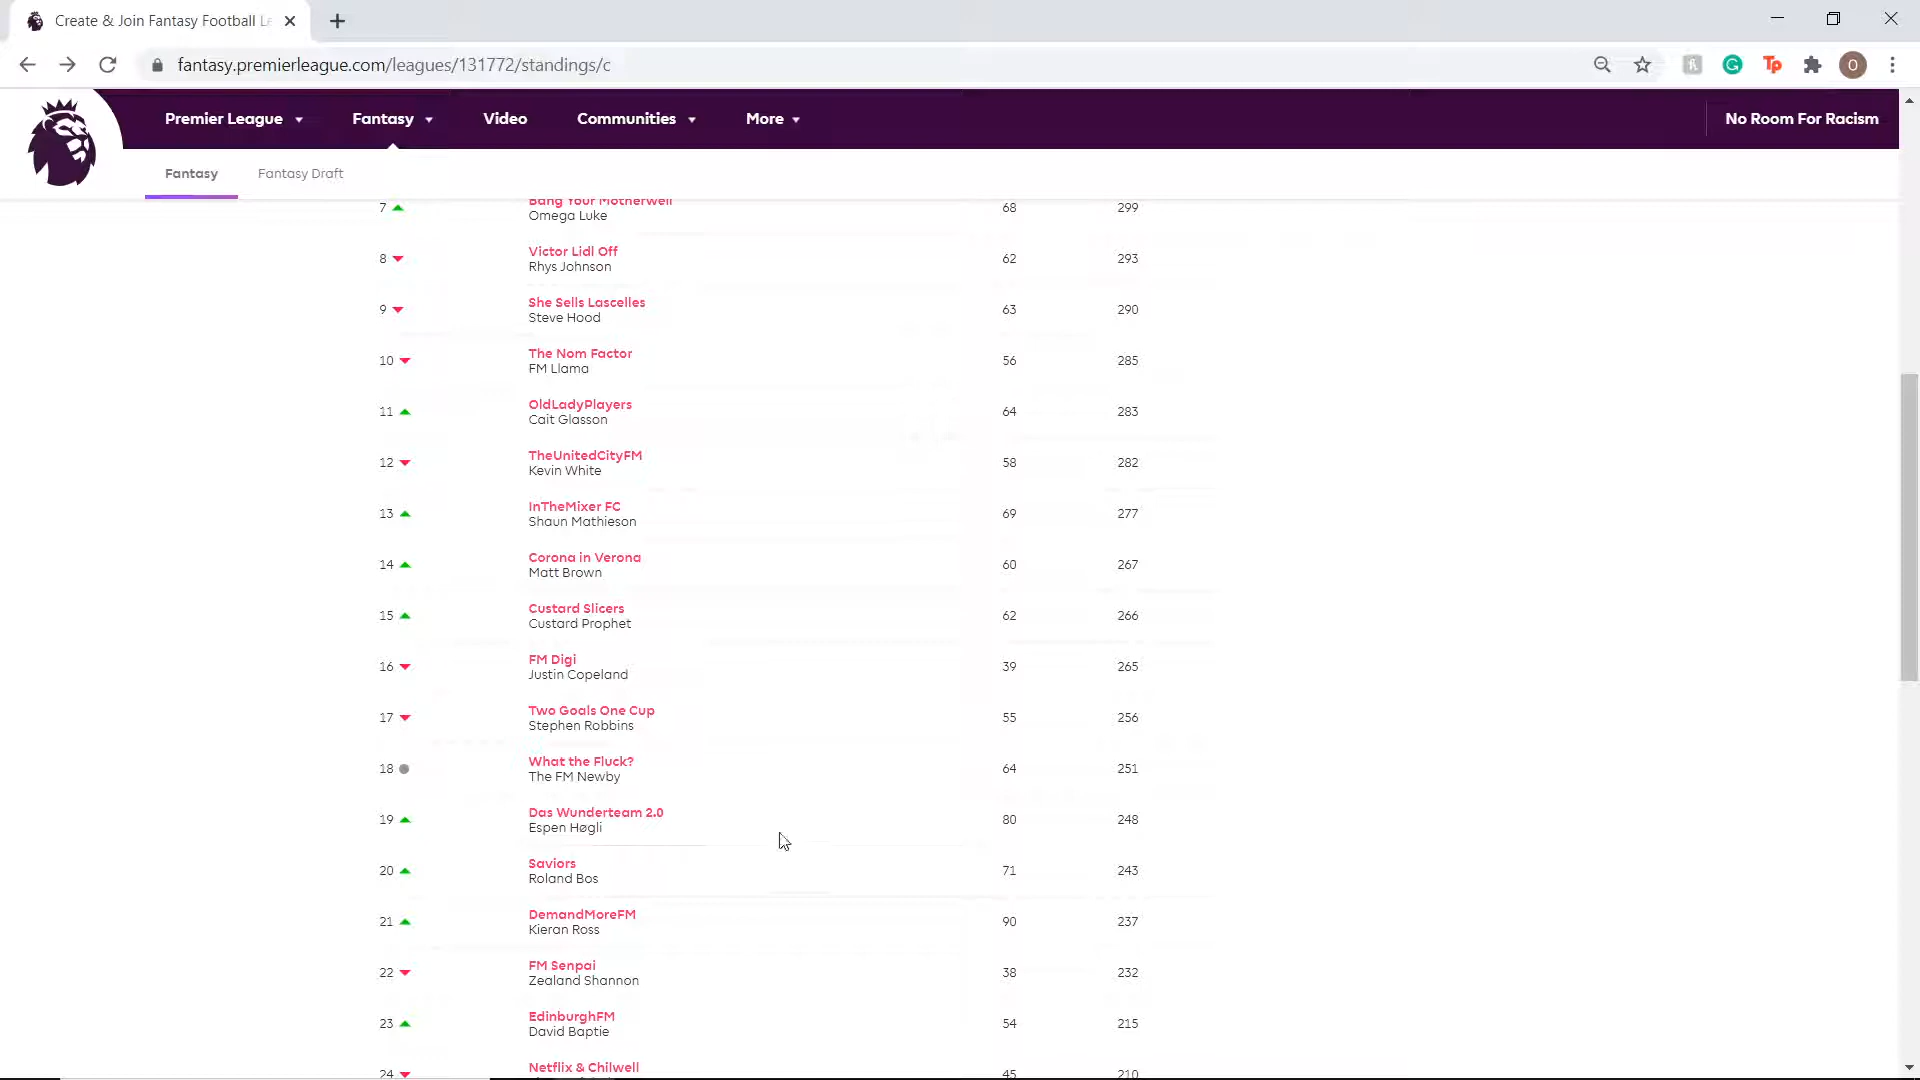 Create & Join Fantasy Football Le
fantasy.premierleague.com/leagues/131772/standings/c
O
Premier League
Fantasy
Video
Communities
More
No Room For Racism
Fantasy
Fantasy Draft
7 Bang Your Motherwell 68 299
Omega Luke
8 Victor Lidl Off 62 293
Rhys Johnson
9 She Sells Lascelles 63 290
Steve Hood
10 The Nom Factor 56 285
FM Llama
11 OldLadyPlayers 64 283
Cait Glasson
12 TheUnitedCityFM 58 282
Kevin White
13 InTheMixer FC 69 277
Shaun Mathieson
14 Corona in Verona 60 267
Matt Brown
15 Custard Slicers 62 266
Custard Prophet
16 FM Digi 39 265
Justin Copeland
17 Two Goals One Cup 55 256
Stephen Robbins
18 What the Fluck? 64 251
The FM Newby
19 Das Wunderteam 2.0 80 248
Espen Høgli
20 Saviors 71 243
Roland Bos
21 DemandMoreFM 90 237
Kieran Ross
22 FM Senpai 38 232
Zealand Shannon
23 EdinburghFM 54 215
David Baptie
24 Netflix & Chilwell 45 210